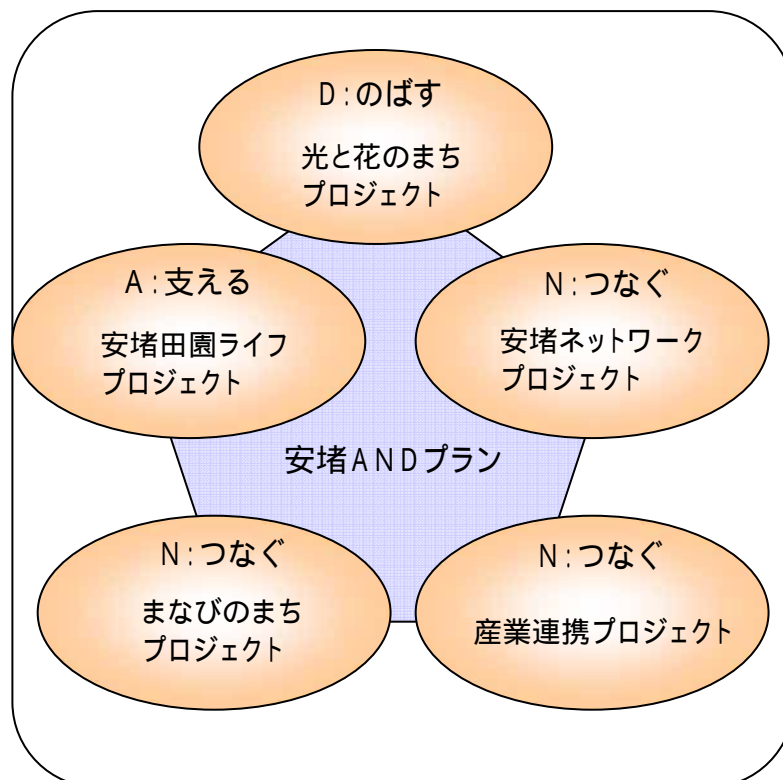 D:のばす
光と花のまち
プロジェクト
A:支える
安堵田園ライフ
プロジェクト
N:つなぐ
安堵ネットワーク
プロジェクト
安堵ANDプラン
N:つなぐ
まなびのまち
プロジェクト
N:つなぐ
産業連携プロジェクト